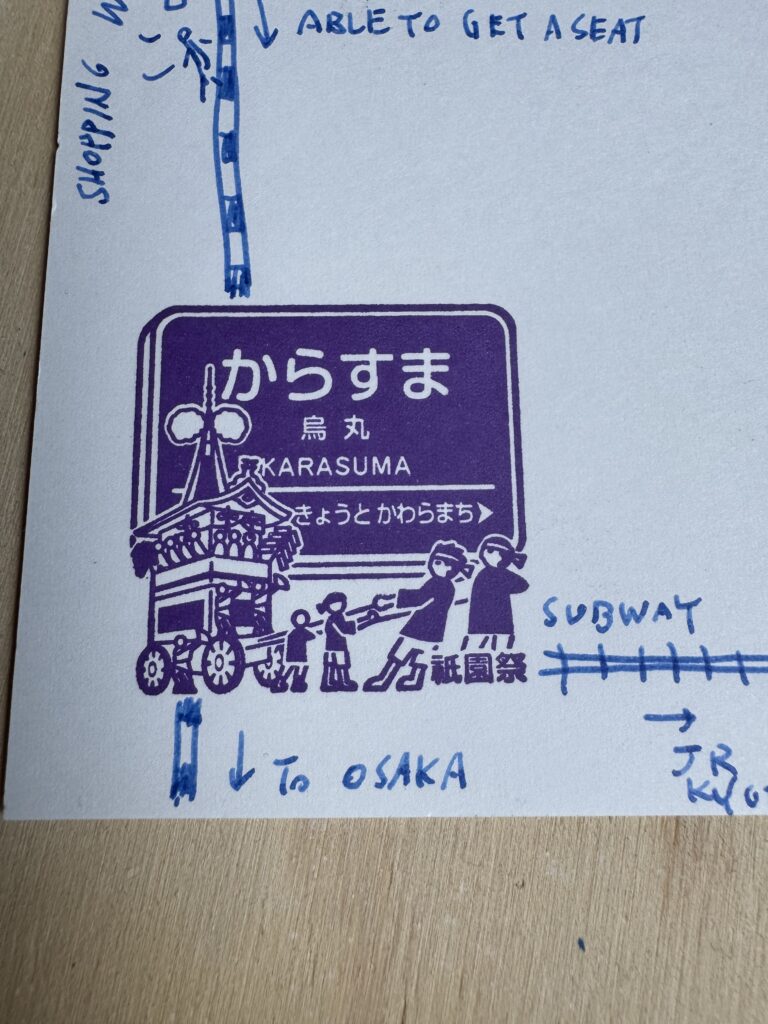 ABLE TO GET A SEAT
SHOPPING
からすま
烏丸
KARASUMA
きょうと かわらまち
祇園祭
SUBWAY
TO OSAKA
JR